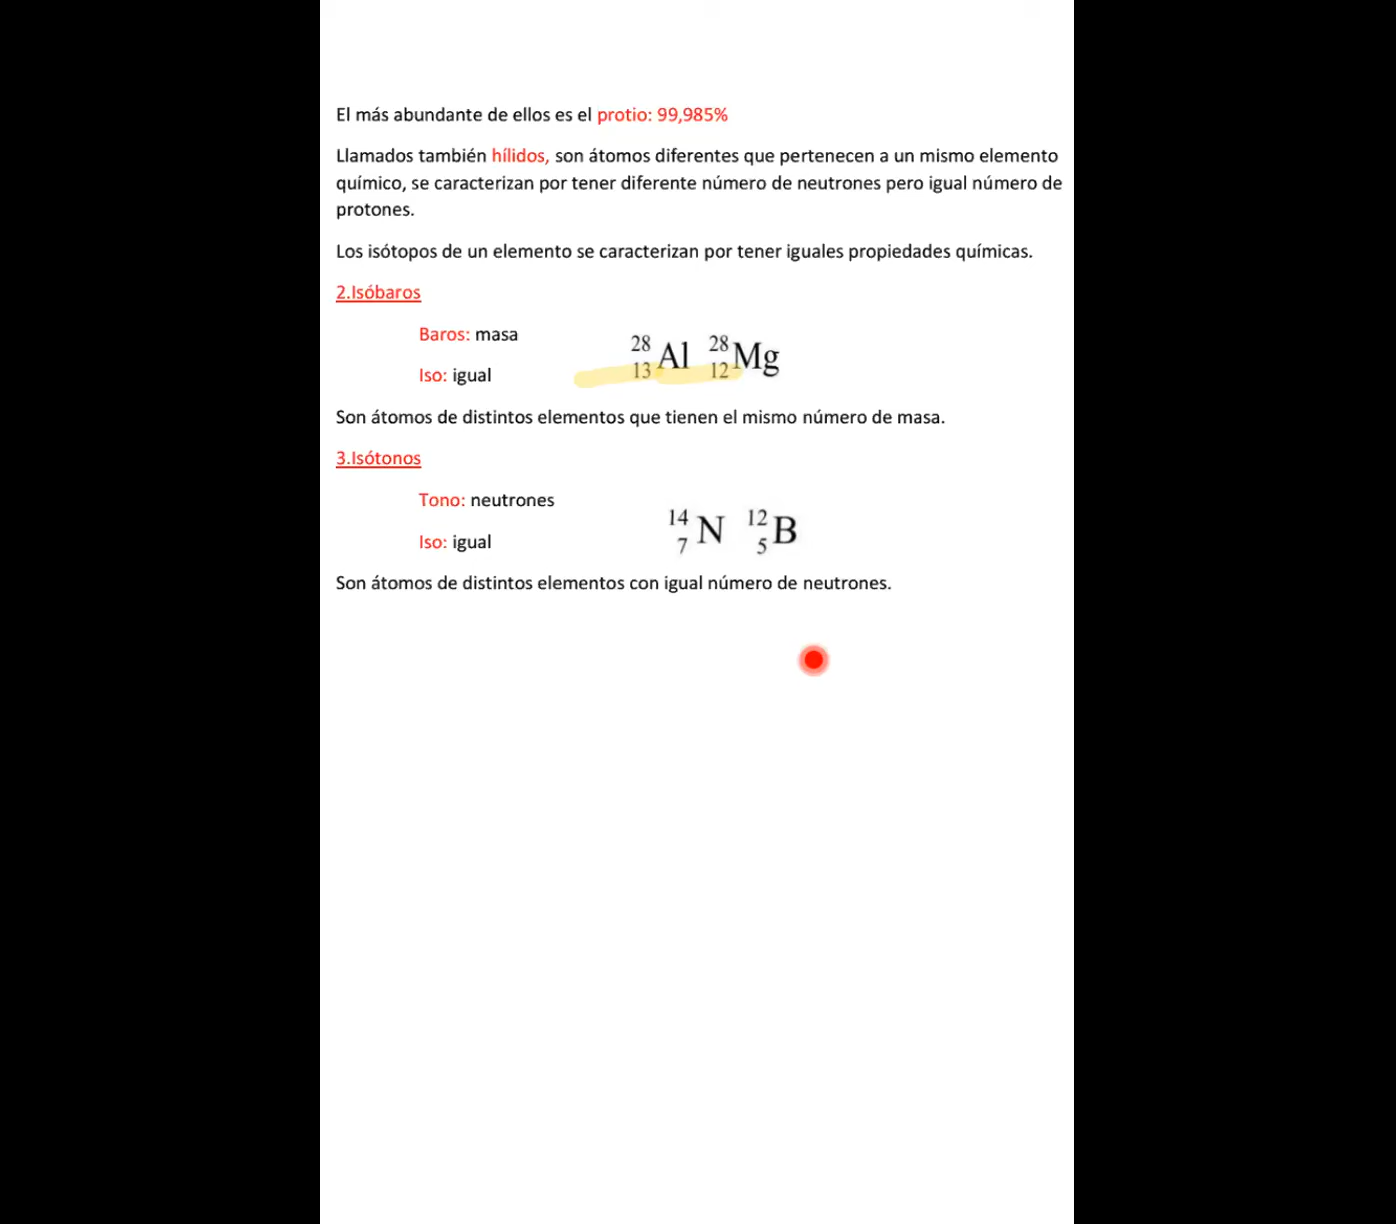 El más abundante de ellos es el protio: 99,985%
Llamados también hílidos, son átomos diferentes que pertenecen a un mismo elemento
químico, se caracterizan por tener diferente número de neutrones pero igual número de
protones.
Los isótopos de un elemento se caracterizan por tener iguales propiedades químicas.
2.Isóbaros
Baros: masa
28 13 Al 28 12 Mg
Iso: igual
Son átomos de distintos elementos que tienen el mismo número de masa.
3.Isótonos
Tono: neutrones
14 7 N 12 5 B
Iso: igual
Son átomos de distintos elementos con igual número de neutrones.